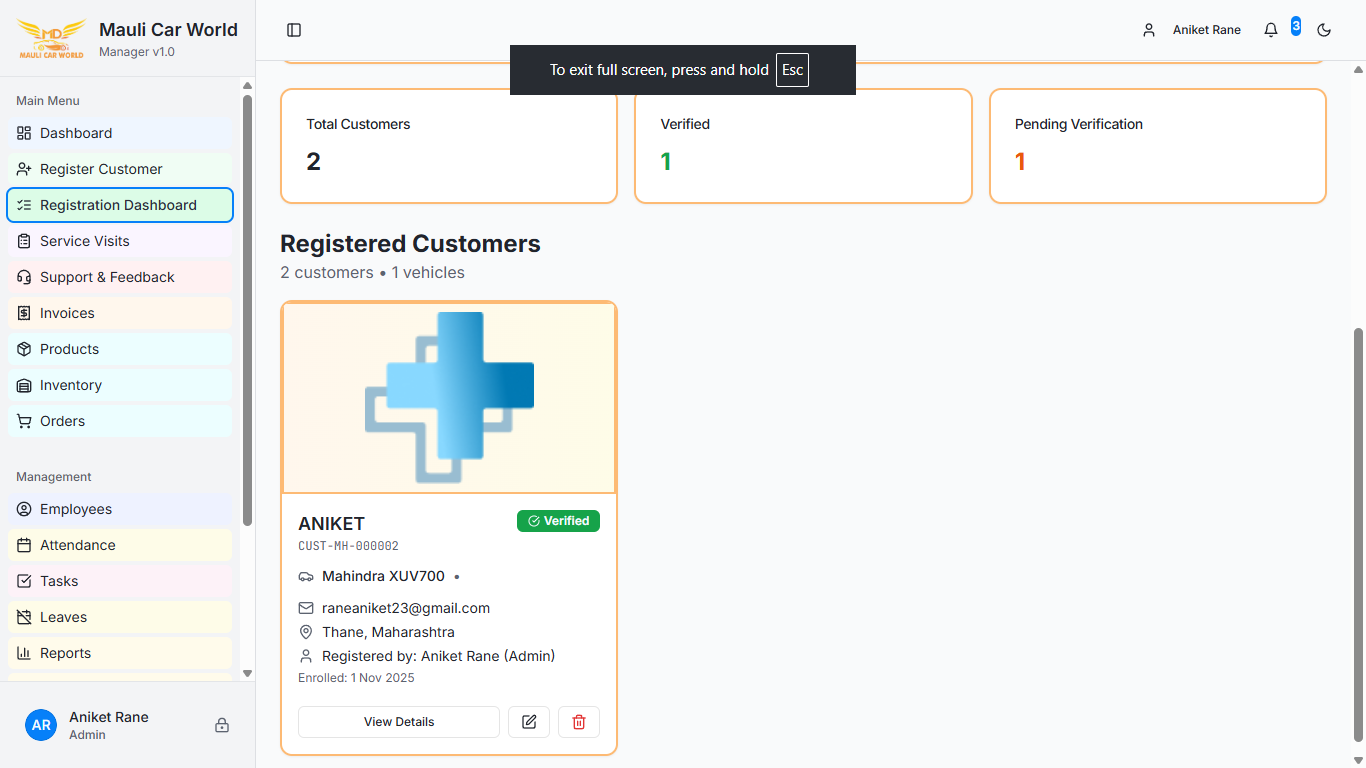 MD
MAULI CAR WORLD
Mauli Car World
Manager v1.0
Main Menu
Dashboard
Register Customer
Registration Dashboard
Service Visits
Support & Feedback
Invoices
Products
Inventory
Orders
Management
Employees
Attendance
Tasks
Leaves
Reports
AR
Aniket Rane
Admin
Aniket Rane
3
To exit full screen, press and hold Esc
Total Customers
2
Verified
1
Pending Verification
1
Registered Customers
2 customers • 1 vehicles
ANIKET
Verified
CUST-MH-000002
Mahindra XUV700 •
raneaniket23@gmail.com
Thane, Maharashtra
Registered by: Aniket Rane (Admin)
Enrolled: 1 Nov 2025
View Details